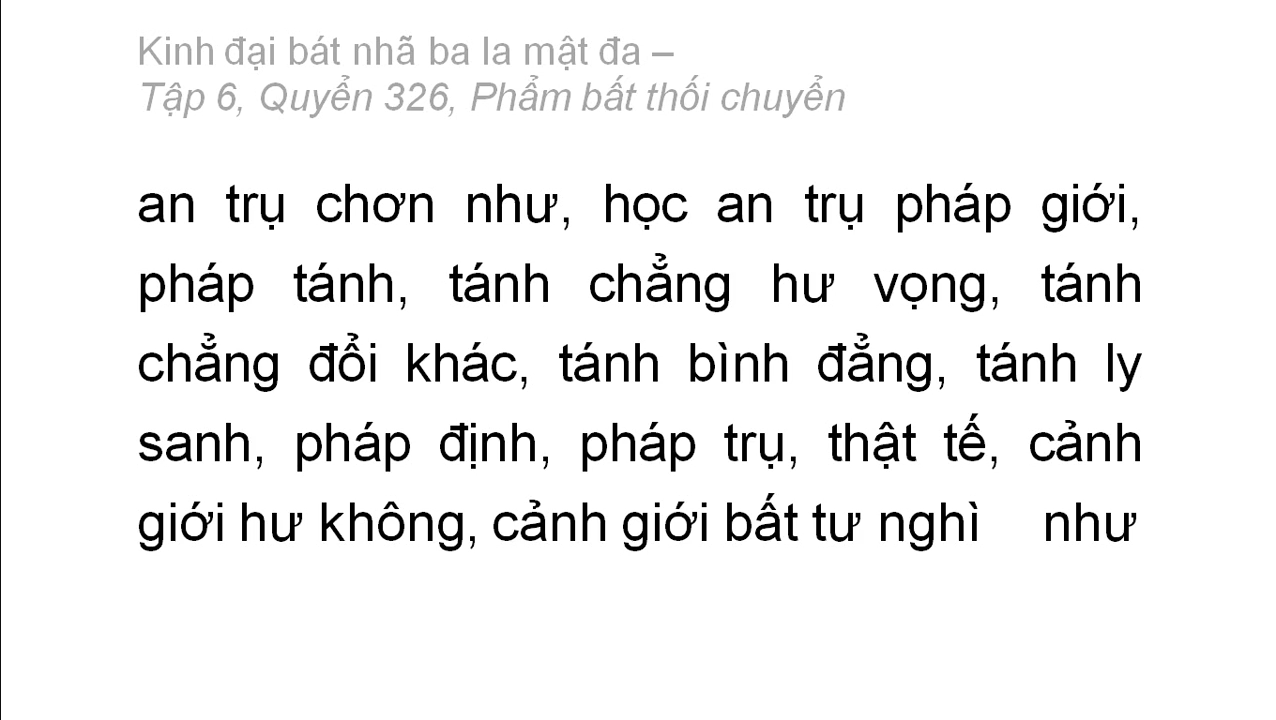 Kinh đại bát nhã ba la mật đa –
Tập 6, Quyển 326, Phẩm bất thối chuyển
an trụ chơn như, học an trụ pháp giới,
pháp tánh, tánh chẳng hư vọng, tánh
chẳng đổi khác, tánh bình đẳng, tánh ly
sanh, pháp định, pháp trụ, thật tế, cảnh
giới hư không, cảnh giới bất tư nghì như